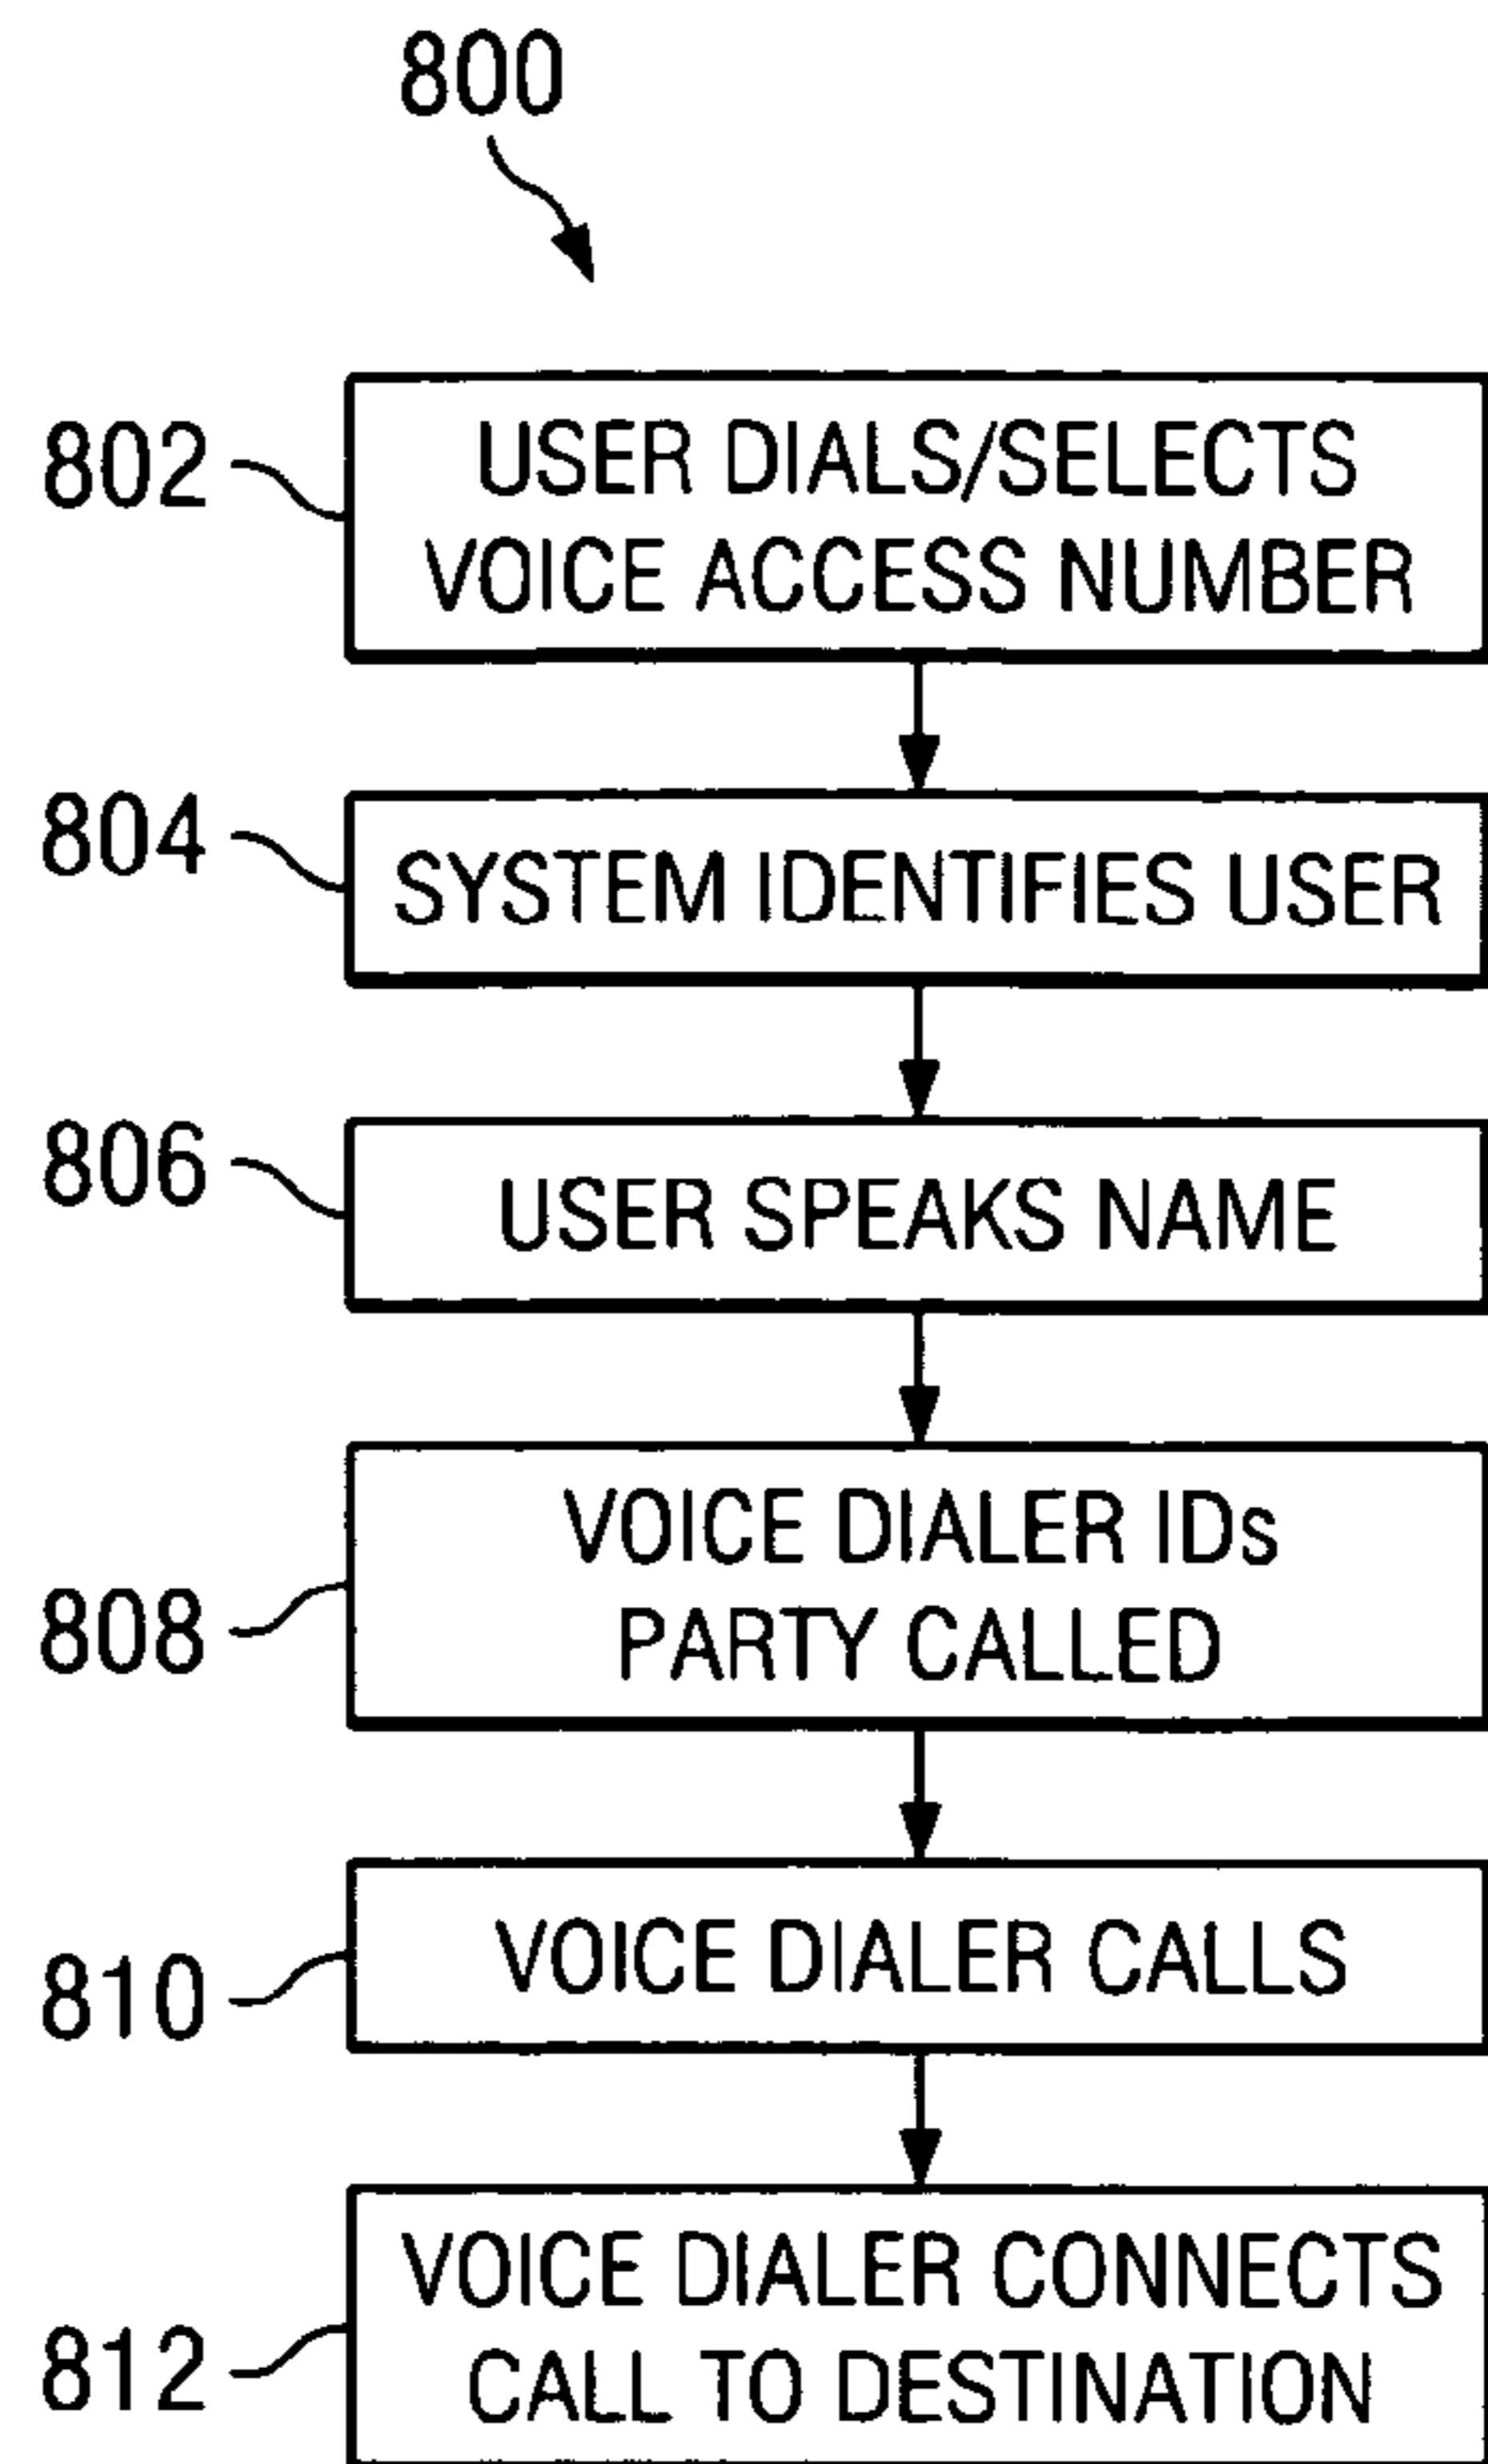 800
802
USER DIALS/SELECTS
VOICE ACCESS NUMBER
804
SYSTEM IDENTIFIES USER
806
USER SPEAKS NAME
808
VOICE DIALER IDs
PARTY CALLED
810
VOICE DIALER CALLS
812
VOICE DIALER CONNECTS
CALL TO DESTINATION